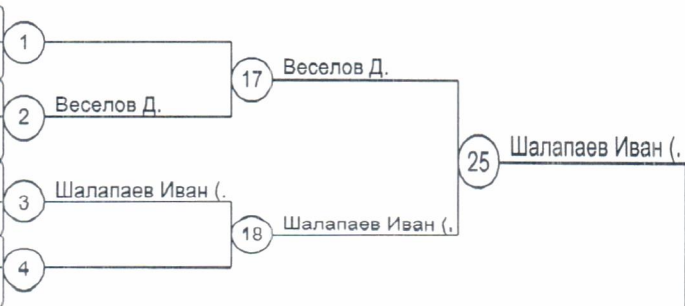 1
17 Веселов Д.
2 Веселов Д.
25 Шалапаев Иван (.
3 Шалапаев Иван (.
18 Шалапаев Иван (.
4